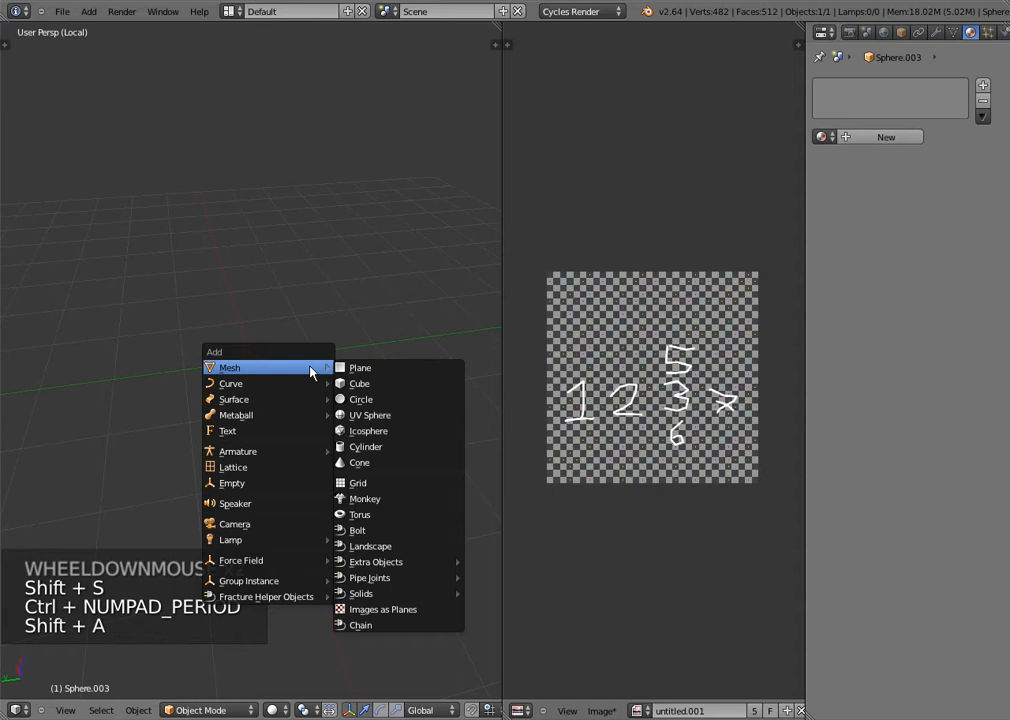 File Add Render Window Help Default Scene Cycles Render v2.64 | Verts:482 | Faces:512 | Objects:1/1 | Lamps:0/0 | Mem:18.02M (5.02M) | Sphere
User Persp (Local)
Sphere.003
New
Add
Mesh
Curve
Surface
Metaball
Text
Armature
Lattice
Empty
Speaker
Camera
Lamp
Force Field
Group Instance
Fracture Helper Objects
Plane
Cube
Circle
UV Sphere
Icosphere
Cylinder
Cone
Grid
Monkey
Torus
Bolt
Landscape
Extra Objects
Pipe Joints
Solids
Images as Planes
Chain
1 2 3
6
WHEELDOWNMOUSE
Shift + S
Ctrl + NUMPAD_PERIOD
Shift + A
(1) Sphere.003
View Select Object Object Mode Global View Image* untitled.001 5 F